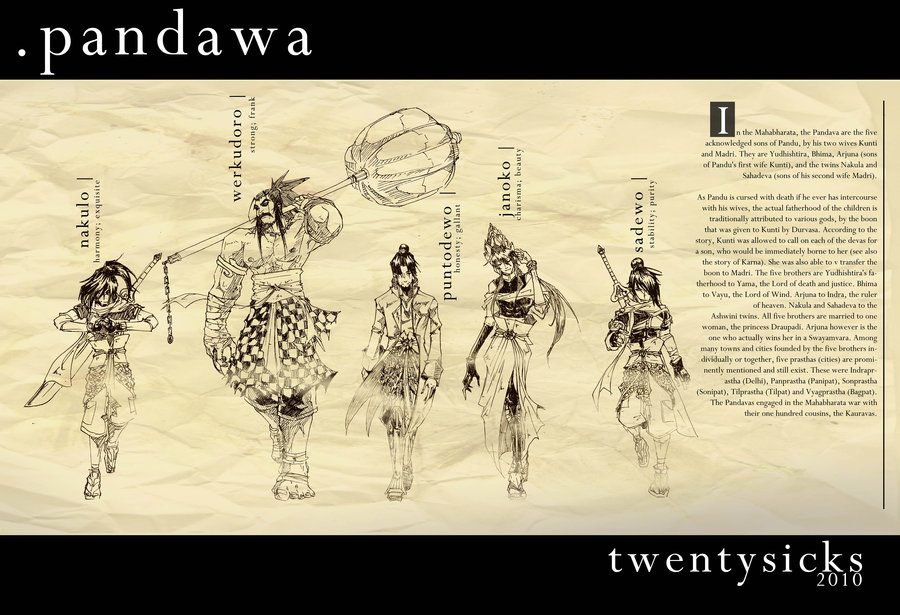 .pandawa
nakulo |
harmony; exquisite
werkudoro |
strong; frank
puntodewo |
honesty; gallant
janoko |
charisma; beauty
sadewo |
stability; purity
In the Mahabharata, the Pandava are the five
acknowledged sons of Pandu, by his two wives Kunti
and Madri. They are Yudhishtira, Bhima, Arjuna (sons
of Pandu's first wife Kunti), and the twins Nakula and
Sahadeva (sons of his second wife Madri).
As Pandu is cursed with death if he ever has intercourse
with his wives, the actual fatherhood of the children is
traditionally attributed to various gods, by the boon
that was given to Kunti by Durvasa. According to the
story, Kunti was allowed to call on each of the devas for
a son, who would be immediately borne to her (see also
the story of Karna). She was also able to v transfer the
boon to Madri. The five brothers are Yudhishtira's fa-
therhood to Yama, the Lord of death and justice. Bhima
to Vayu, the Lord of Wind. Arjuna to Indra, the ruler
of heaven. Nakula and Sahadeva to the
Ashwini twins. All five brothers are married to one
woman, the princess Draupadi. Arjuna however is the
one who actually wins her in a Swayamvara. Among
many towns and cities founded by the five brothers in-
dividually or together, five prasthas (cities) are promi-
nently mentioned and still exist. These were Indrapr-
astha (Delhi), Panprastha (Panipat), Sonprastha
(Sonipat), Tilprastha (Tilpat) and Vyagprastha (Bagpat).
The Pandavas engaged in the Mahabharata war with
their one hundred cousins, the Kauravas.
twentysicks
2010